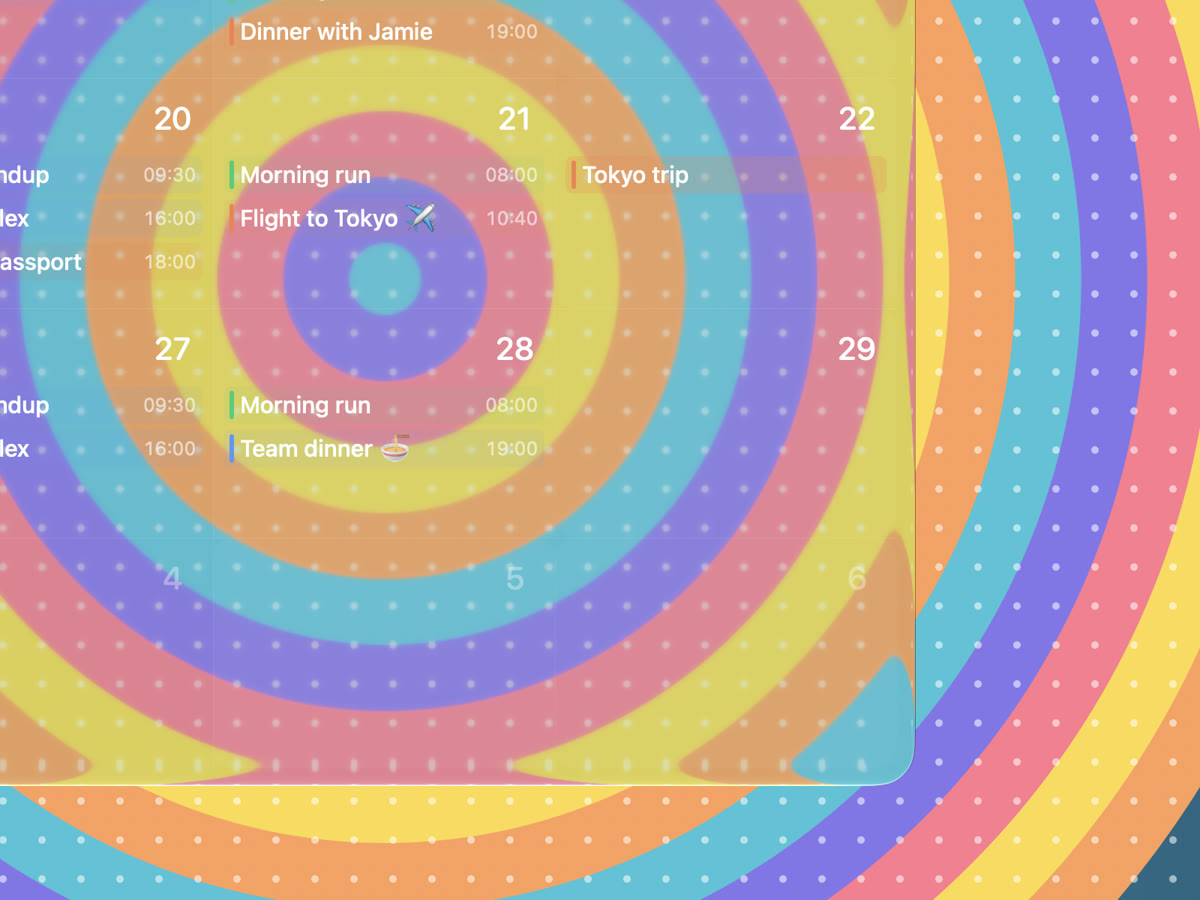 Dinner with Jamie 19:00
20 21 22
ndup 09:30 Morning run 08:00 Tokyo trip
lex 16:00 Flight to Tokyo ✈️ 10:40
assport 18:00
27 28 29
ndup 09:30 Morning run 08:00
lex 16:00 Team dinner 🍜 19:00
4 5 6